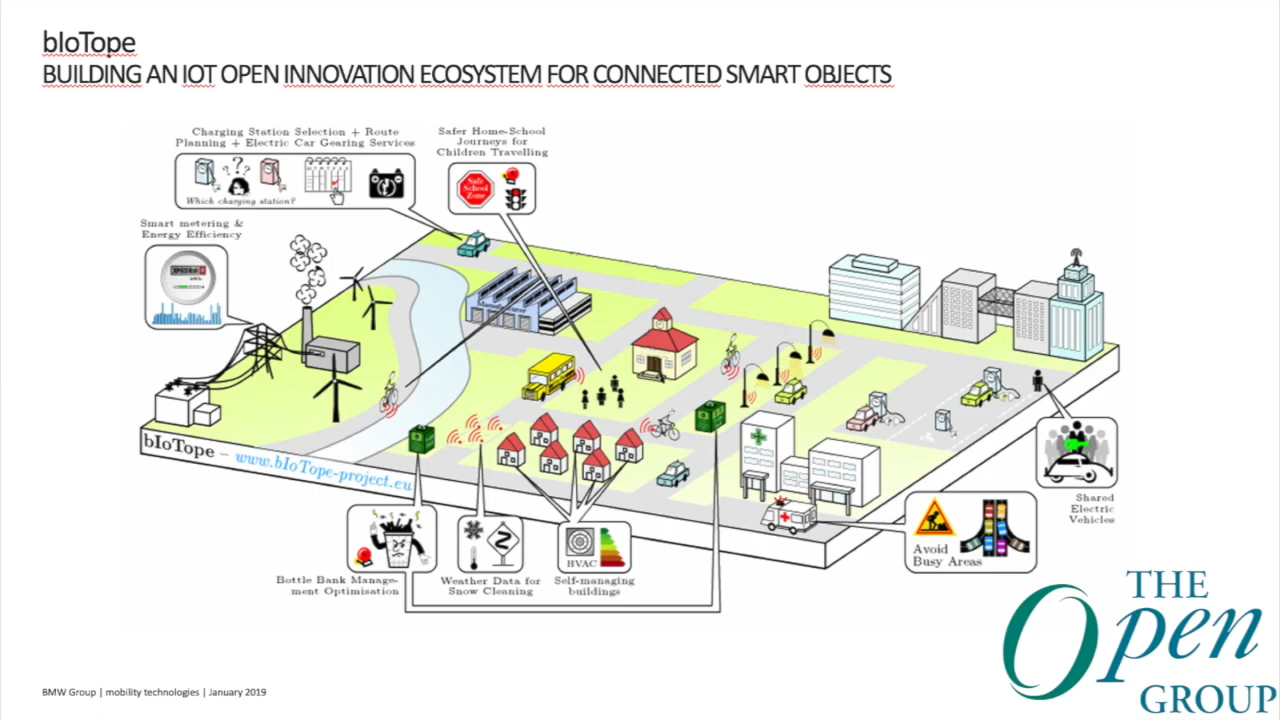 bIoTope
BUILDING AN IOT OPEN INNOVATION ECOSYSTEM FOR CONNECTED SMART OBJECTS
Charging Station Selection + Route
Planning + Electric Car Gearing Services
Which charging station?
Safer Home-School
Journeys for
Children Travelling
Safe
School
Zone
Smart metering &
Energy Efficiency
bIoTope – www.bIoTope-project.eu
Bottle Bank Manage-
ment Optimisation
Weather Data for
Snow Cleaning
HVAC
Self-managing
buildings
Avoid
Busy Areas
Shared
Electric
Vehicles
THE
Open
GROUP
BMW Group | mobility technologies | January 2019